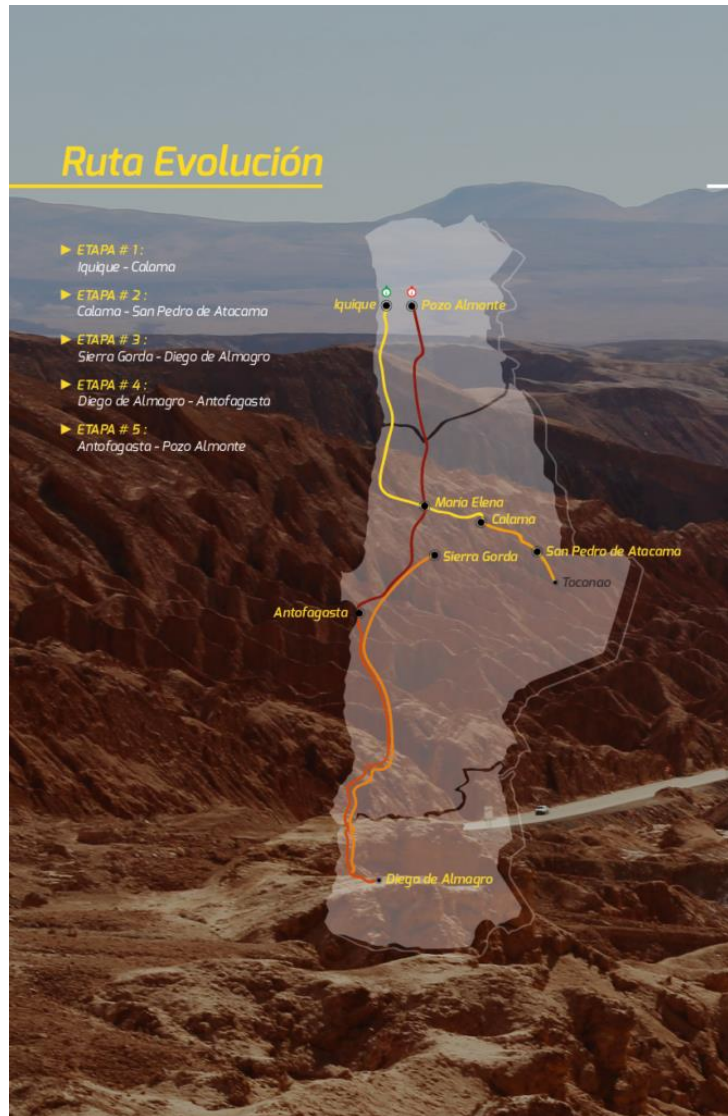 Ruta Evolución
► ETAPA # 1 :
Iquique - Calama
► ETAPA # 2 :
Calama - San Pedro de Atacama
► ETAPA # 3 :
Sierra Gorda - Diego de Almagro
► ETAPA # 4 :
Diego de Almagro - Antofagasta
► ETAPA # 5 :
Antofagasta - Pozo Almonte
Iquique
Pozo Almonte
María Elena
Calama
San Pedro de Atacama
Sierra Gorda
Toconao
Antofagasta
Diego de Almagro